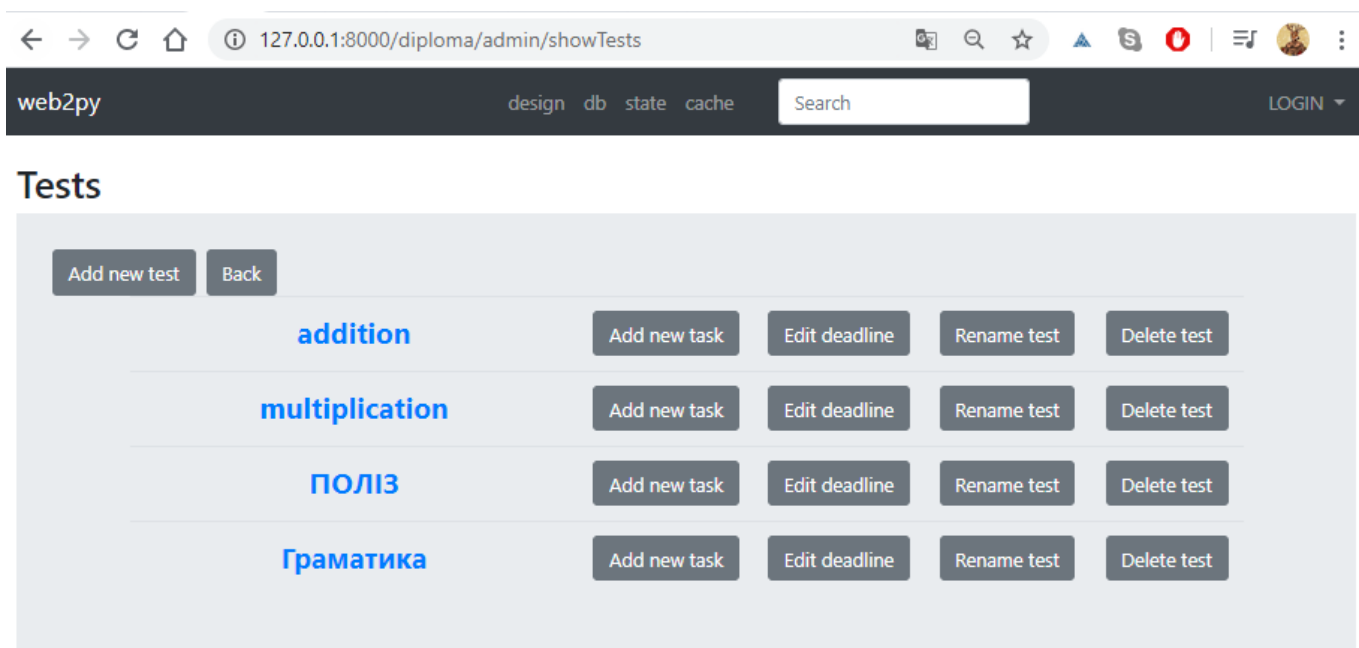 127.0.0.1:8000/diploma/admin/showTests
web2py design db state cache Search LOGIN
Tests
Add new test Back
addition Add new task Edit deadline Rename test Delete test
multiplication Add new task Edit deadline Rename test Delete test
ПОЛІЗ Add new task Edit deadline Rename test Delete test
Граматика Add new task Edit deadline Rename test Delete test